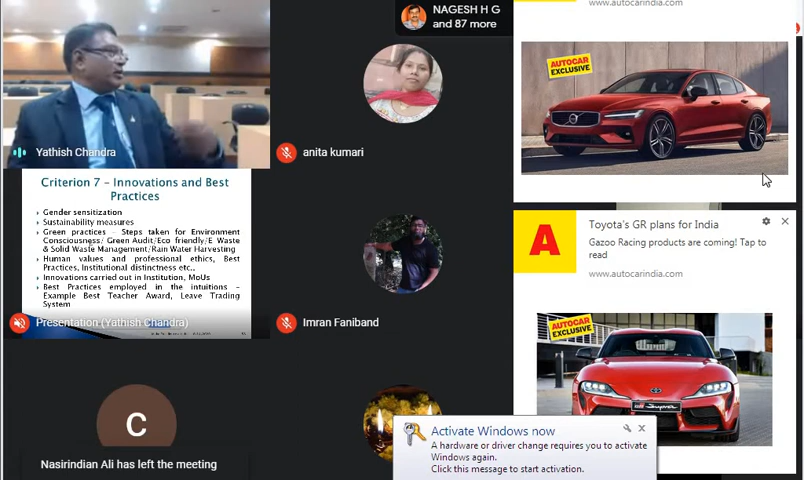 NAGESH H G
and 87 more
www.autocarindia.com
AUTOCAR
EXCLUSIVE
Yathish Chandra
anita kumari
Criterion 7 – Innovations and Best
Practices
Gender sensitization
Sustainability measures
Green practices – Steps taken for Environment
Consciousness/ Green Audit/Eco friendly/E Waste
& Solid Waste Management/Rain Water Harvesting
Human values and professional ethics, Best
Practices, Institutional distinctness etc..
Innovations carried out in Institution, MoUs
Best Practices employed in the intuitions –
Example Best Teacher Award, Leave Trading
System
Presentation (Yathish Chandra)
Imran Faniband
A
Toyota's GR plans for India
Gazoo Racing products are coming! Tap to
read
www.autocarindia.com
AUTOCAR
EXCLUSIVE
GR Supra
C
Nasirindian Ali has left the meeting
Activate Windows now
A hardware or driver change requires you to activate
Windows again.
Click this message to start activation.